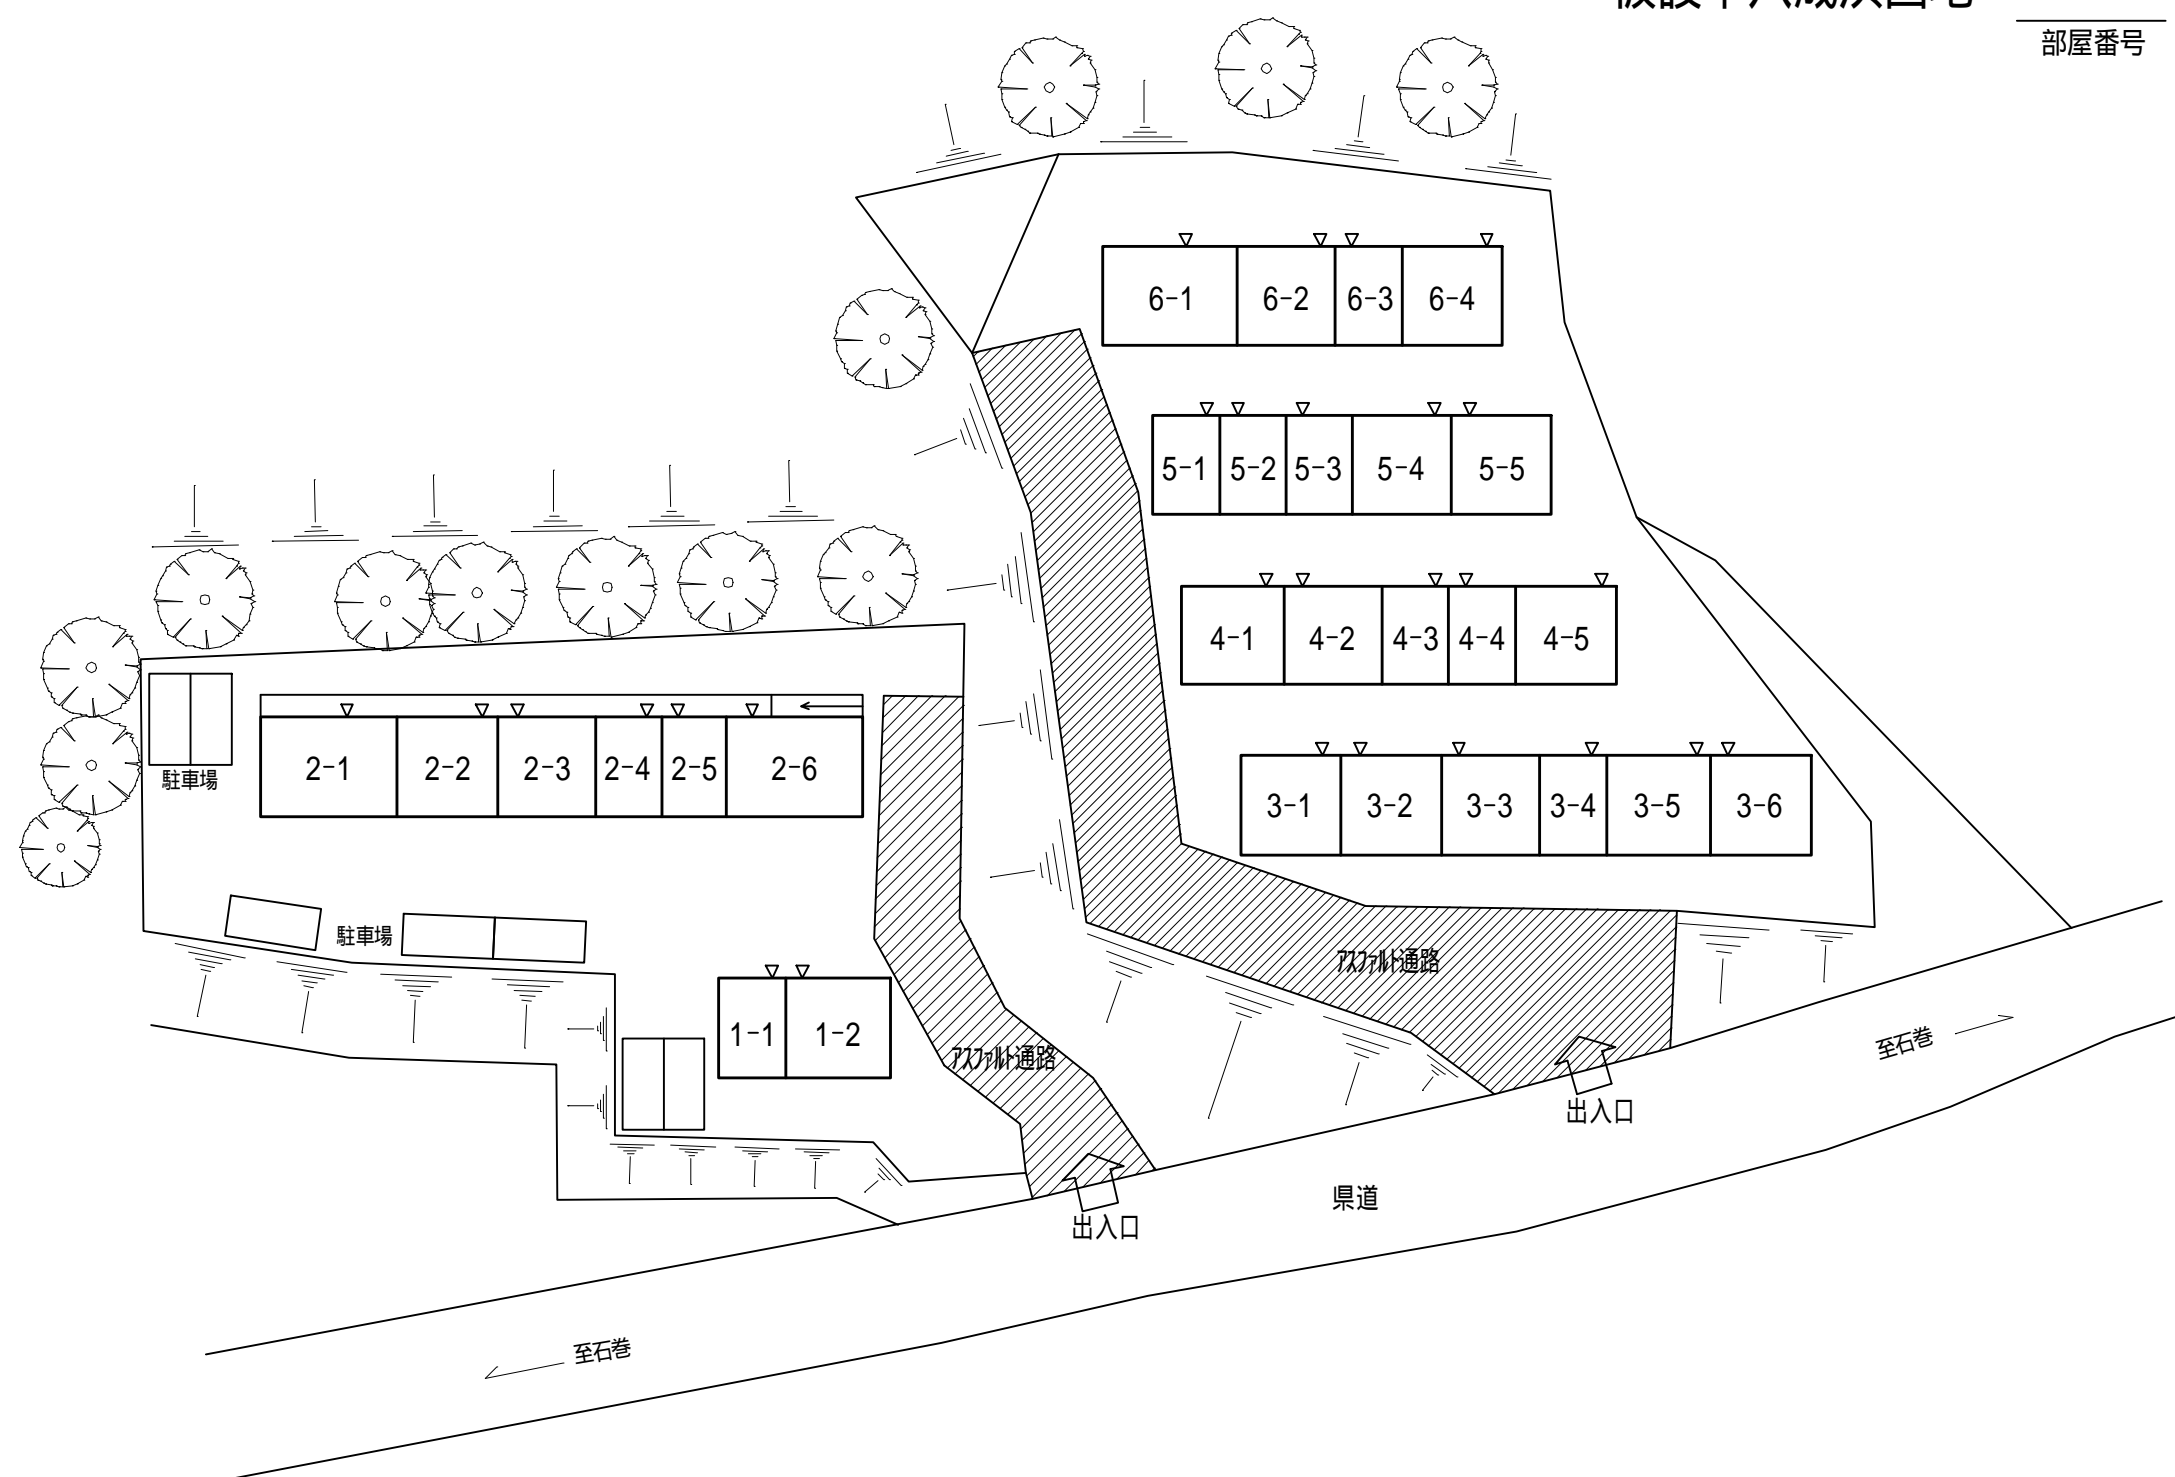 部屋番号
6-1 6-2 6-3 6-4
5-1 5-2 5-3 5-4 5-5
4-1 4-2 4-3 4-4 4-5
2-1 2-2 2-3 2-4 2-5 2-6
駐車場
3-1 3-2 3-3 3-4 3-5 3-6
駐車場
アスファルト通路
1-1 1-2
アスファルト通路
至石巻
出入口
県道
出入口
至石巻